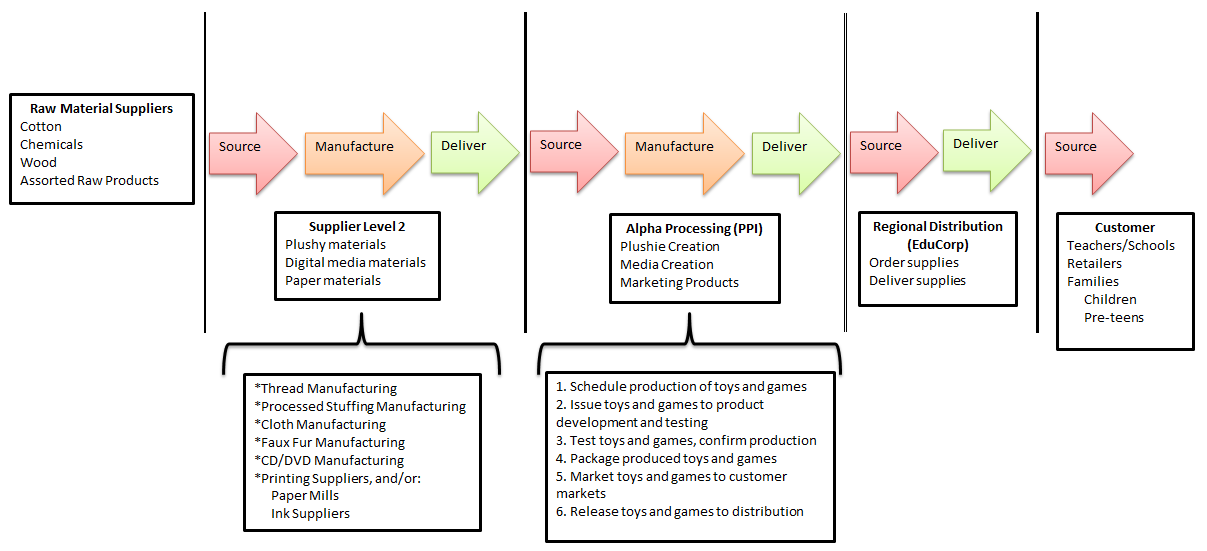 Raw Material Suppliers
Cotton
Chemicals
Wood
Assorted Raw Products
Source
Manufacture
Deliver
Source
Manufacture
Deliver
Source
Deliver
Source
Supplier Level 2
Plushy materials
Digital media materials
Paper materials
Alpha Processing (PPI)
Plushie Creation
Media Creation
Marketing Products
Regional Distribution
(EduCorp)
Order supplies
Deliver supplies
Customer
Teachers/Schools
Retailers
Families
Children
Pre-teens
*Thread Manufacturing
*Processed Stuffing Manufacturing
*Cloth Manufacturing
*Faux Fur Manufacturing
*CD/DVD Manufacturing
*Printing Suppliers, and/or:
Paper Mills
Ink Suppliers
1. Schedule production of toys and games
2. Issue toys and games to product
development and testing
3. Test toys and games, confirm production
4. Package produced toys and games
5. Market toys and games to customer
markets
6. Release toys and games to distribution